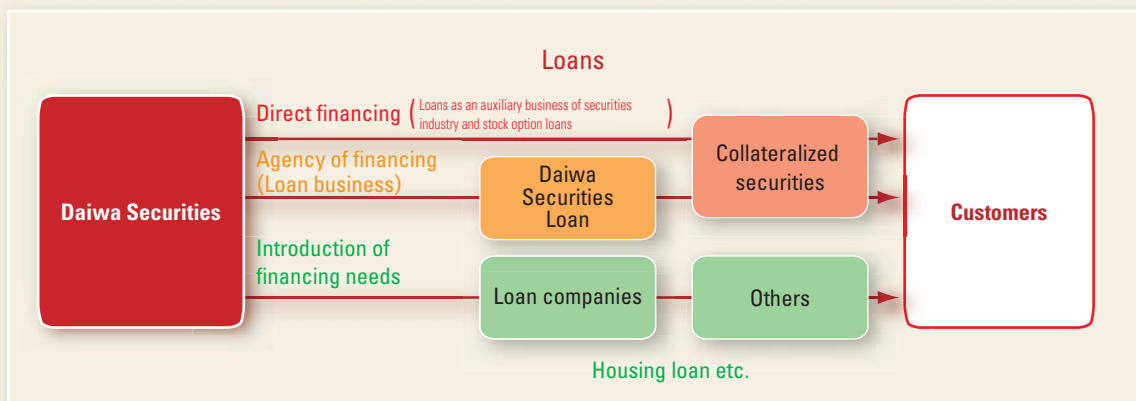 Loans
Direct financing (Loans as an auxiliary business of securities
industry and stock option loans)
Agency of financing
(Loan business)
Daiwa Securities
Introduction of
financing needs
Daiwa
Securities
Loan
Collateralized
securities
Loan companies
Others
Customers
Housing loan etc.